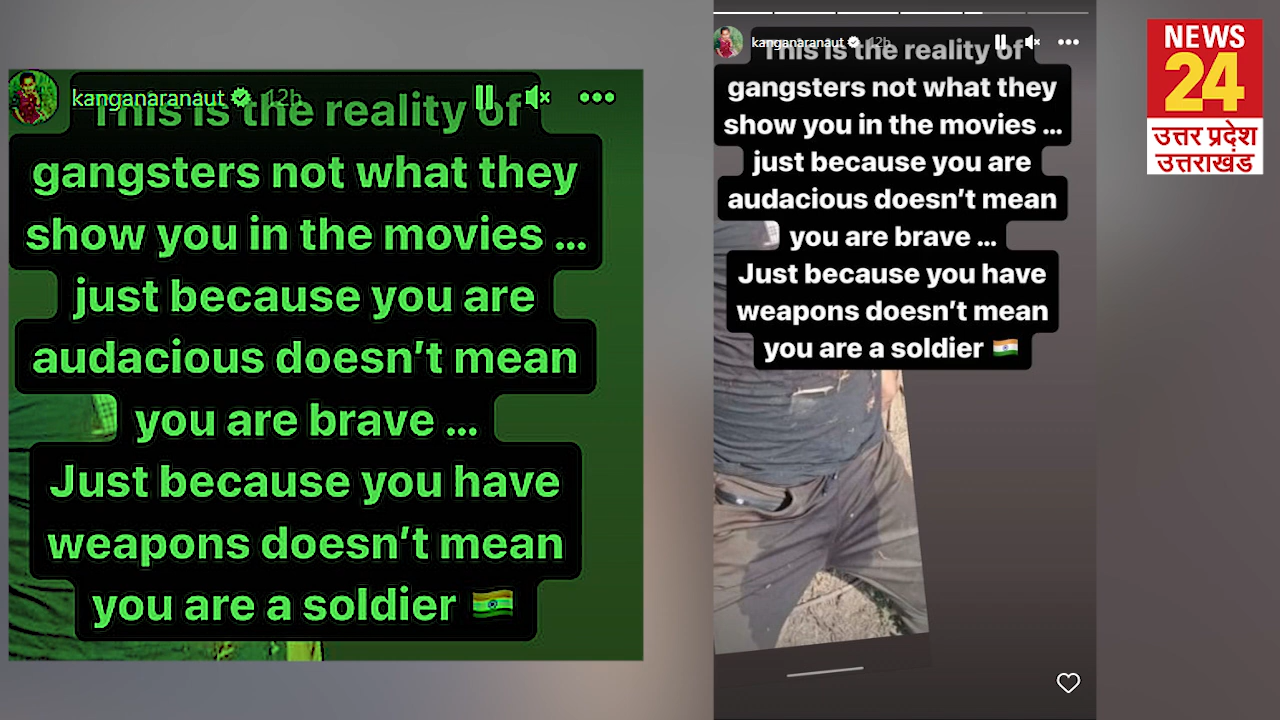 kanganaranaut 12h
This is the reality of
gangsters not what they
show you in the movies ...
just because you are
audacious doesn’t mean
you are brave ...
Just because you have
weapons doesn’t mean
you are a soldier 🇮🇳
kanganaranaut 12h
This is the reality of
gangsters not what they
show you in the movies ...
just because you are
audacious doesn’t mean
you are brave ...
Just because you have
weapons doesn’t mean
you are a soldier 🇮🇳
NEWS
24
उत्तर प्रदेश
उत्तराखंड